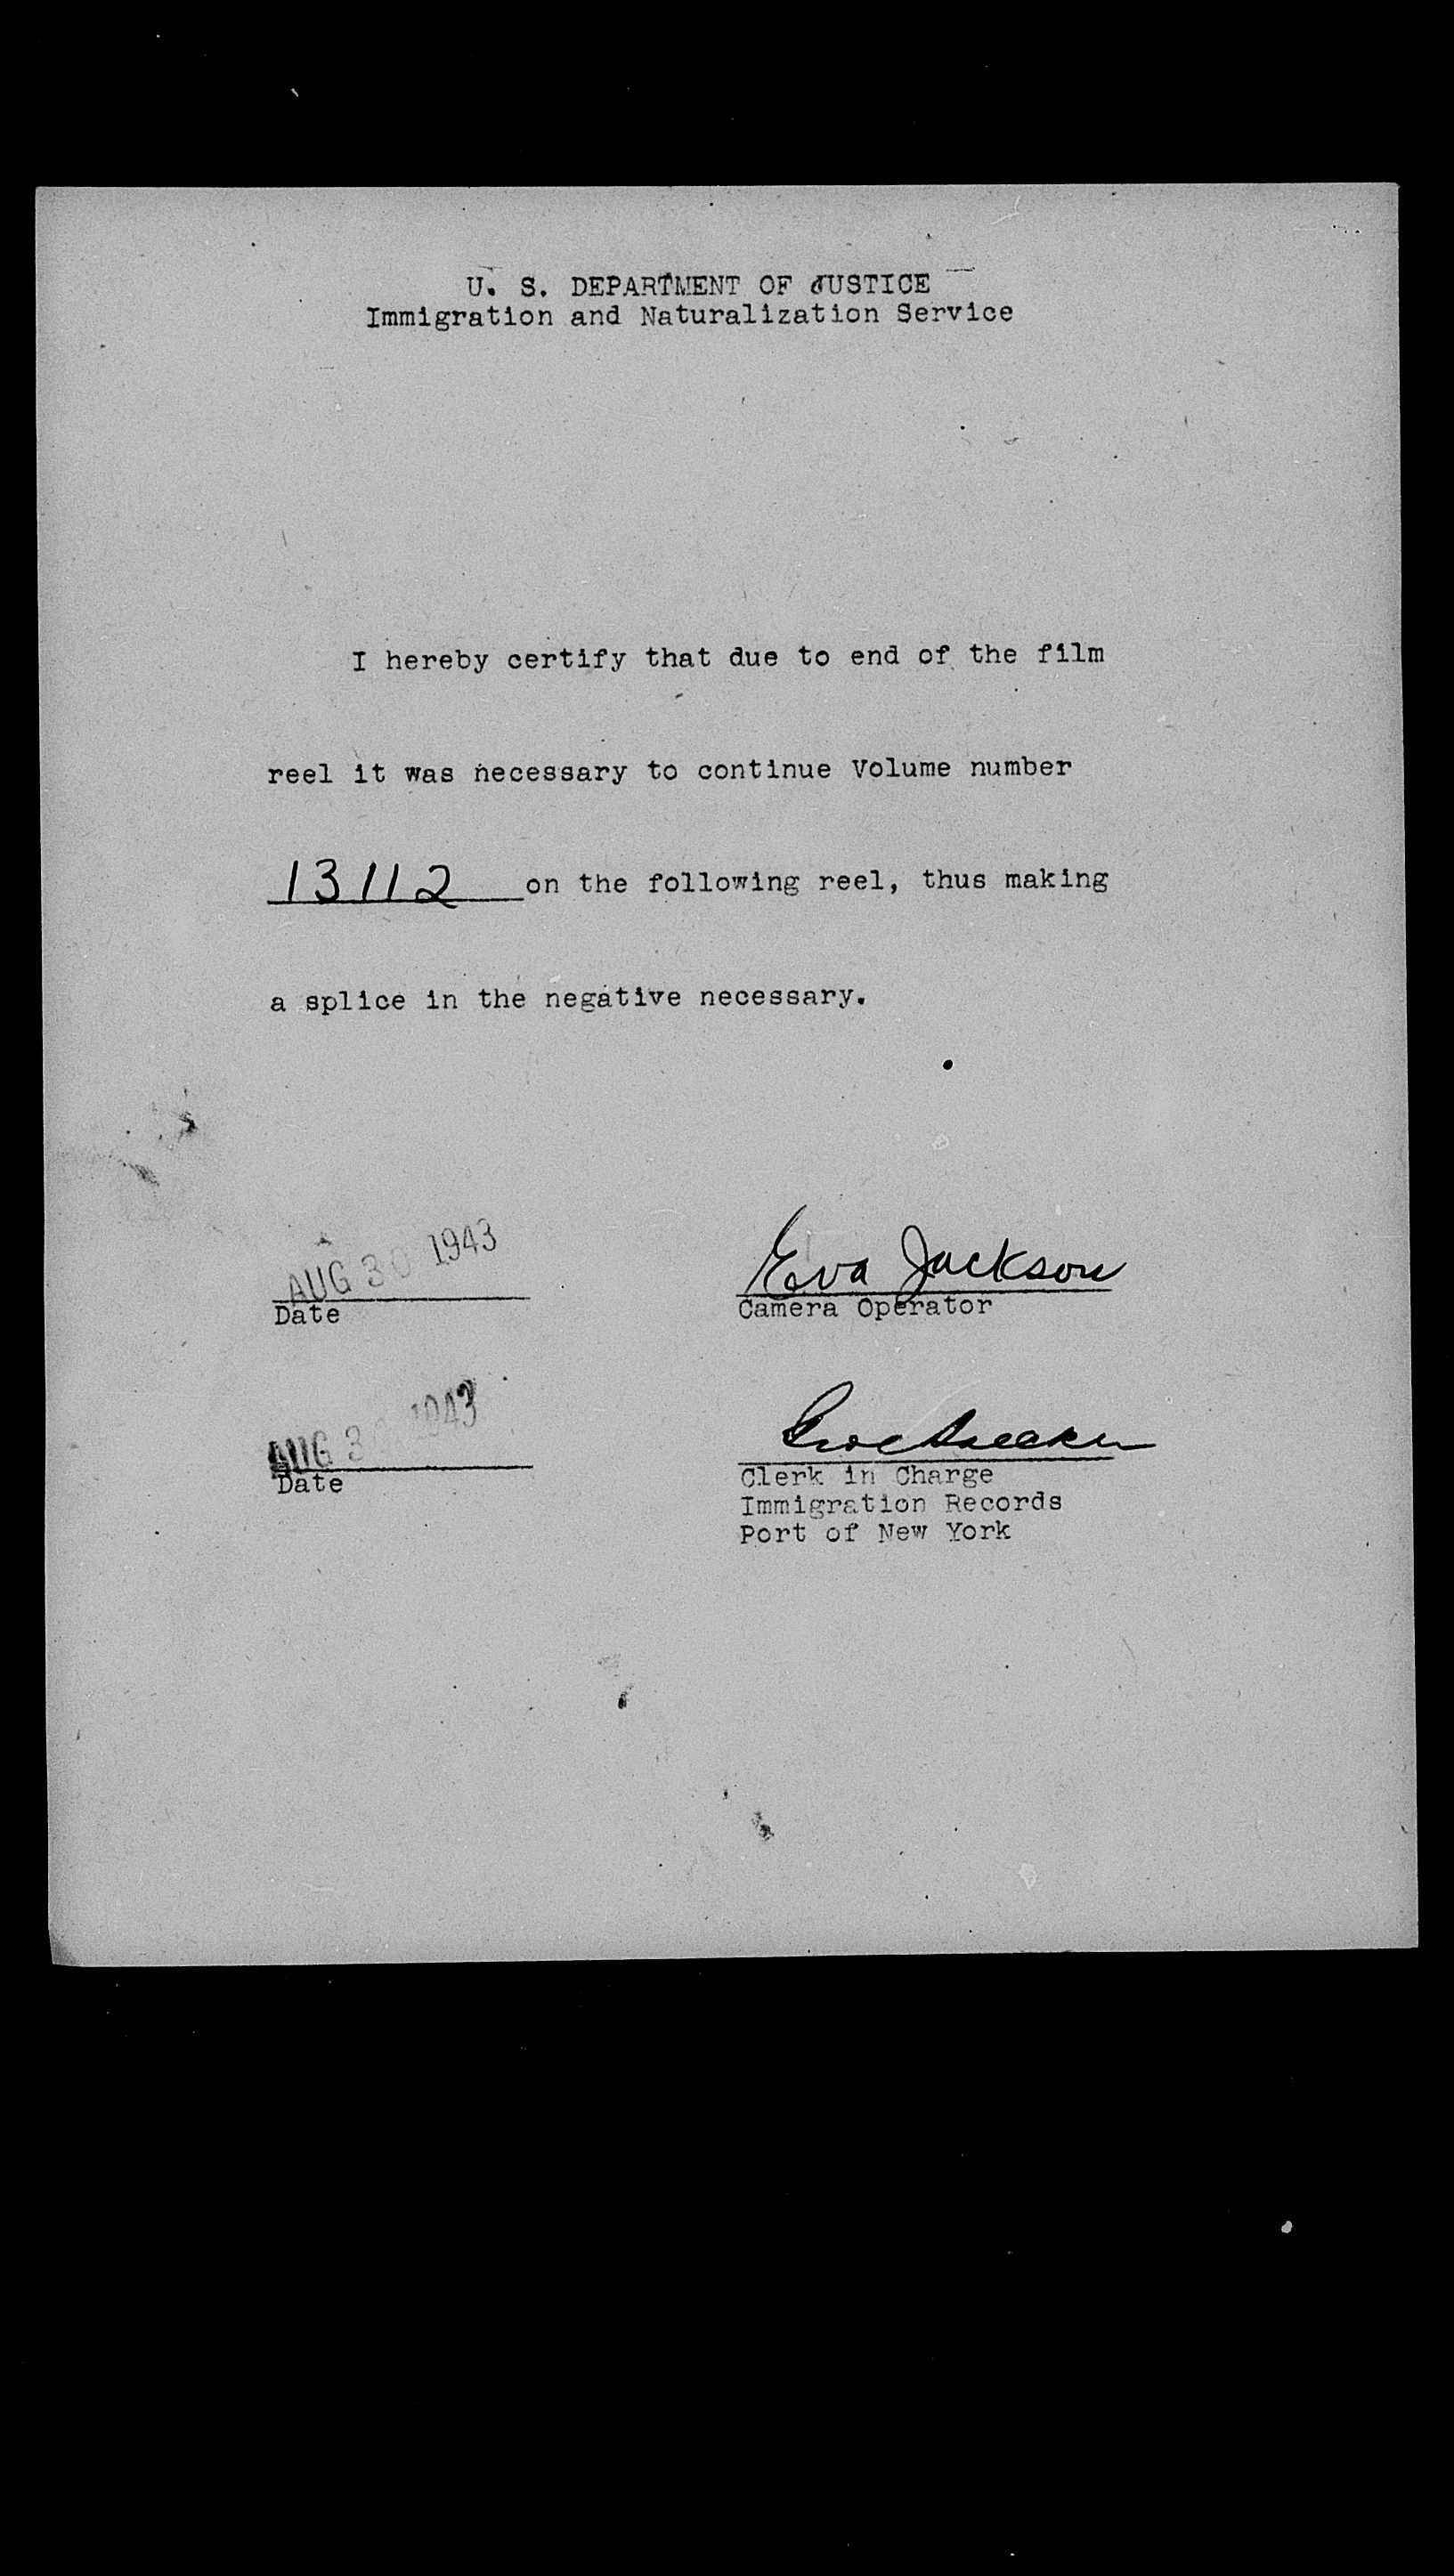 U. S. DEPARTMENT OF JUSTICE
Immigration and Naturalization Service
I hereby certify that due to end of the film
reel it was necessary to continue Volume number
13112 on the following reel, thus making
a splice in the negative necessary.
AUG 30 1943
Date
Eva Jackson
Camera Operator
AUG 3 1943
Date
Clerk in Charge
Immigration Records
Port of New York